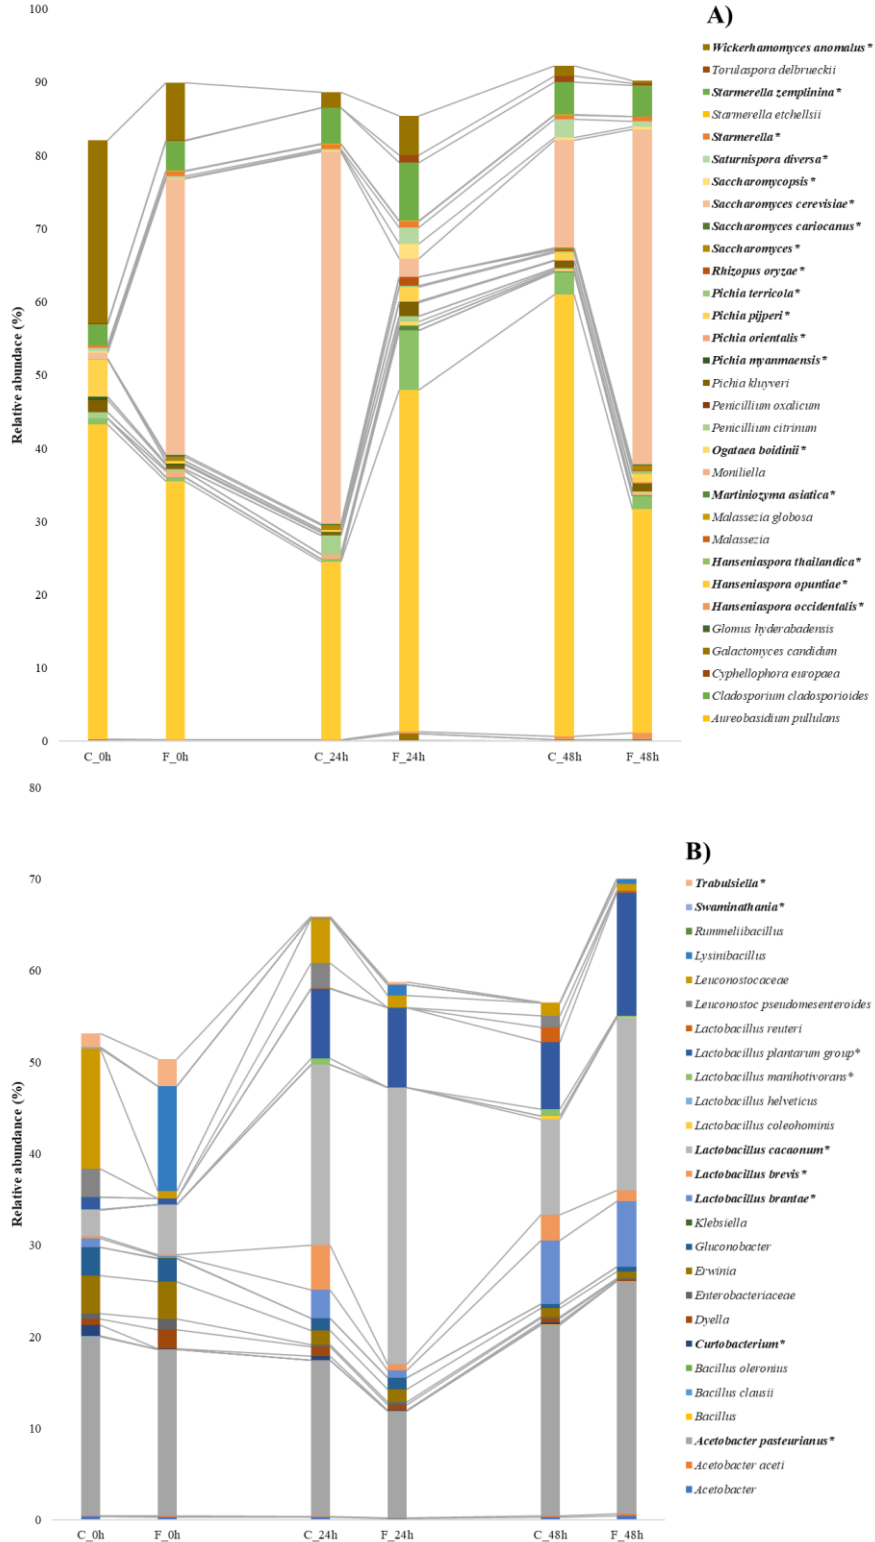 A)
100
90
80
70
60
50
40
30
20
10
0
Relative abundace (%)
C_0h F_0h C_24h F_24h C_48h F_48h
Wickerhamomyces anomalus *
Torulaspora delbrueckii
Starmerella zemplinina *
Starmerella etchellsii
Starmerella *
Saturnispora diversa *
Saccharomycopsis *
Saccharomyces cerevisiae *
Saccharomyces cariocanus *
Saccharomyces *
Rhizopus oryzae *
Pichia terricola *
Pichia pijperi *
Pichia orientalis *
Pichia myanmaensis *
Pichia kluyveri
Penicillium oxalicum
Penicillium citrinum
Ogataea boidinii *
Moniliella
Martiniozyma asiatica *
Malassezia globosa
Malassezia
Hanseniaspora thailandica *
Hanseniaspora opuntiae *
Hanseniaspora occidentalis *
Glomus hyderabadensis
Galactomyces candidum
Cyphellophora europaea
Cladosporium cladosporioides
Aureobasidium pullulans
B)
80
70
60
50
40
30
20
10
0
Relative abundance (%)
C_0h F_0h C_24h F_24h C_48h F_48h
Trabulsiella *
Swaminathania *
Rummeliibacillus
Lysinibacillus
Leuconostocaceae
Leuconostoc pseudomesenteroides
Lactobacillus reuteri
Lactobacillus plantarum group*
Lactobacillus manihotivorans *
Lactobacillus helveticus
Lactobacillus coleohominis
Lactobacillus cacaonum *
Lactobacillus brevis *
Lactobacillus brantae *
Klebsiella
Gluconobacter
Erwinia
Enterobacteriaceae
Dyella
Curtobacterium *
Bacillus oleronius
Bacillus clausii
Bacillus
Acetobacter pasteurianus *
Acetobacter aceti
Acetobacter